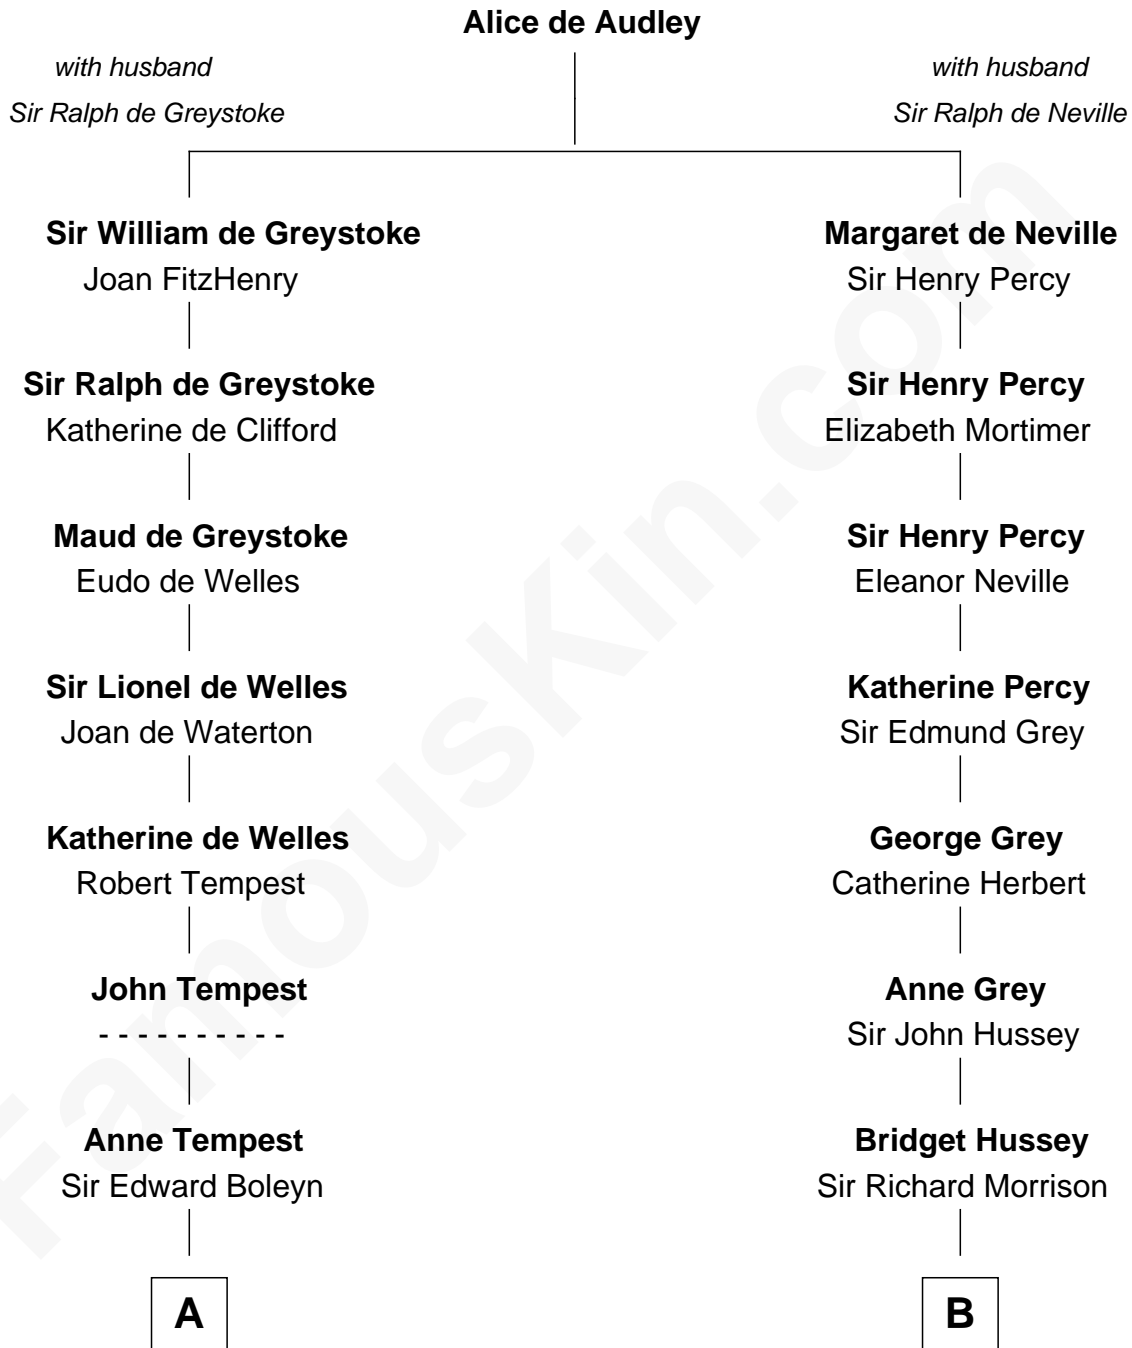 Alice de Audley
with husband
Sir Ralph de Greystoke
with husband
Sir Ralph de Neville
Sir William de Greystoke
Joan FitzHenry
Margaret de Neville
Sir Henry Percy
Sir Ralph de Greystoke
Katherine de Clifford
Sir Henry Percy
Elizabeth Mortimer
Maud de Greystoke
Eudo de Welles
Sir Henry Percy
Eleanor Neville
Sir Lionel de Welles
Joan de Waterton
Katherine Percy
Sir Edmund Grey
Katherine de Welles
Robert Tempest
George Grey
Catherine Herbert
John Tempest
- - - - - - - - - -
Anne Grey
Sir John Hussey
Anne Tempest
Sir Edward Boleyn
Bridget Hussey
Sir Richard Morrison
A
B
FamousKin.com